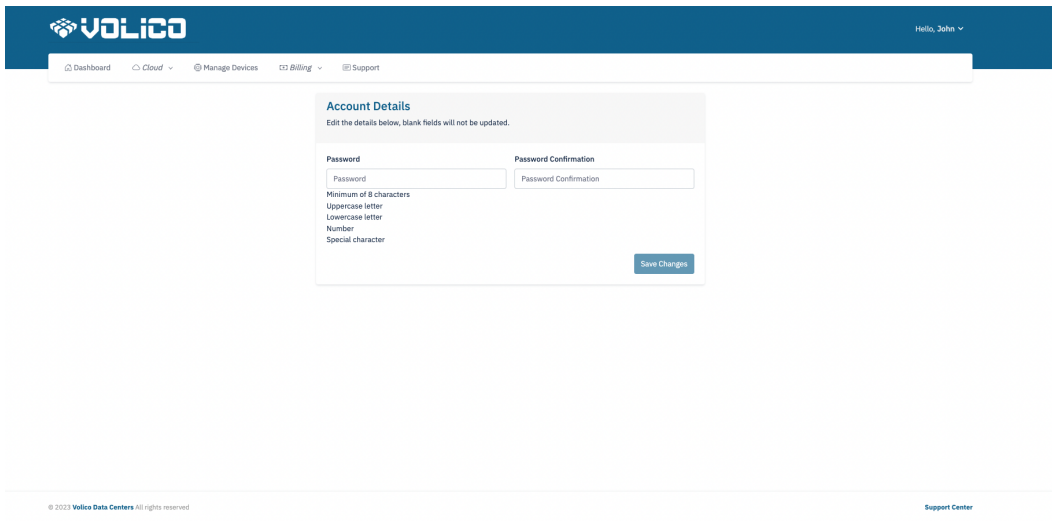 VOLICO
Hello, John
Dashboard Cloud Manage Devices Billing Support
Account Details
Edit the details below, blank fields will not be updated.
Password Password Confirmation
Password Password Confirmation
Minimum of 8 characters
Uppercase letter
Lowercase letter
Number
Special character
Save Changes
© 2023 Volico Data Centers All rights reserved Support Center